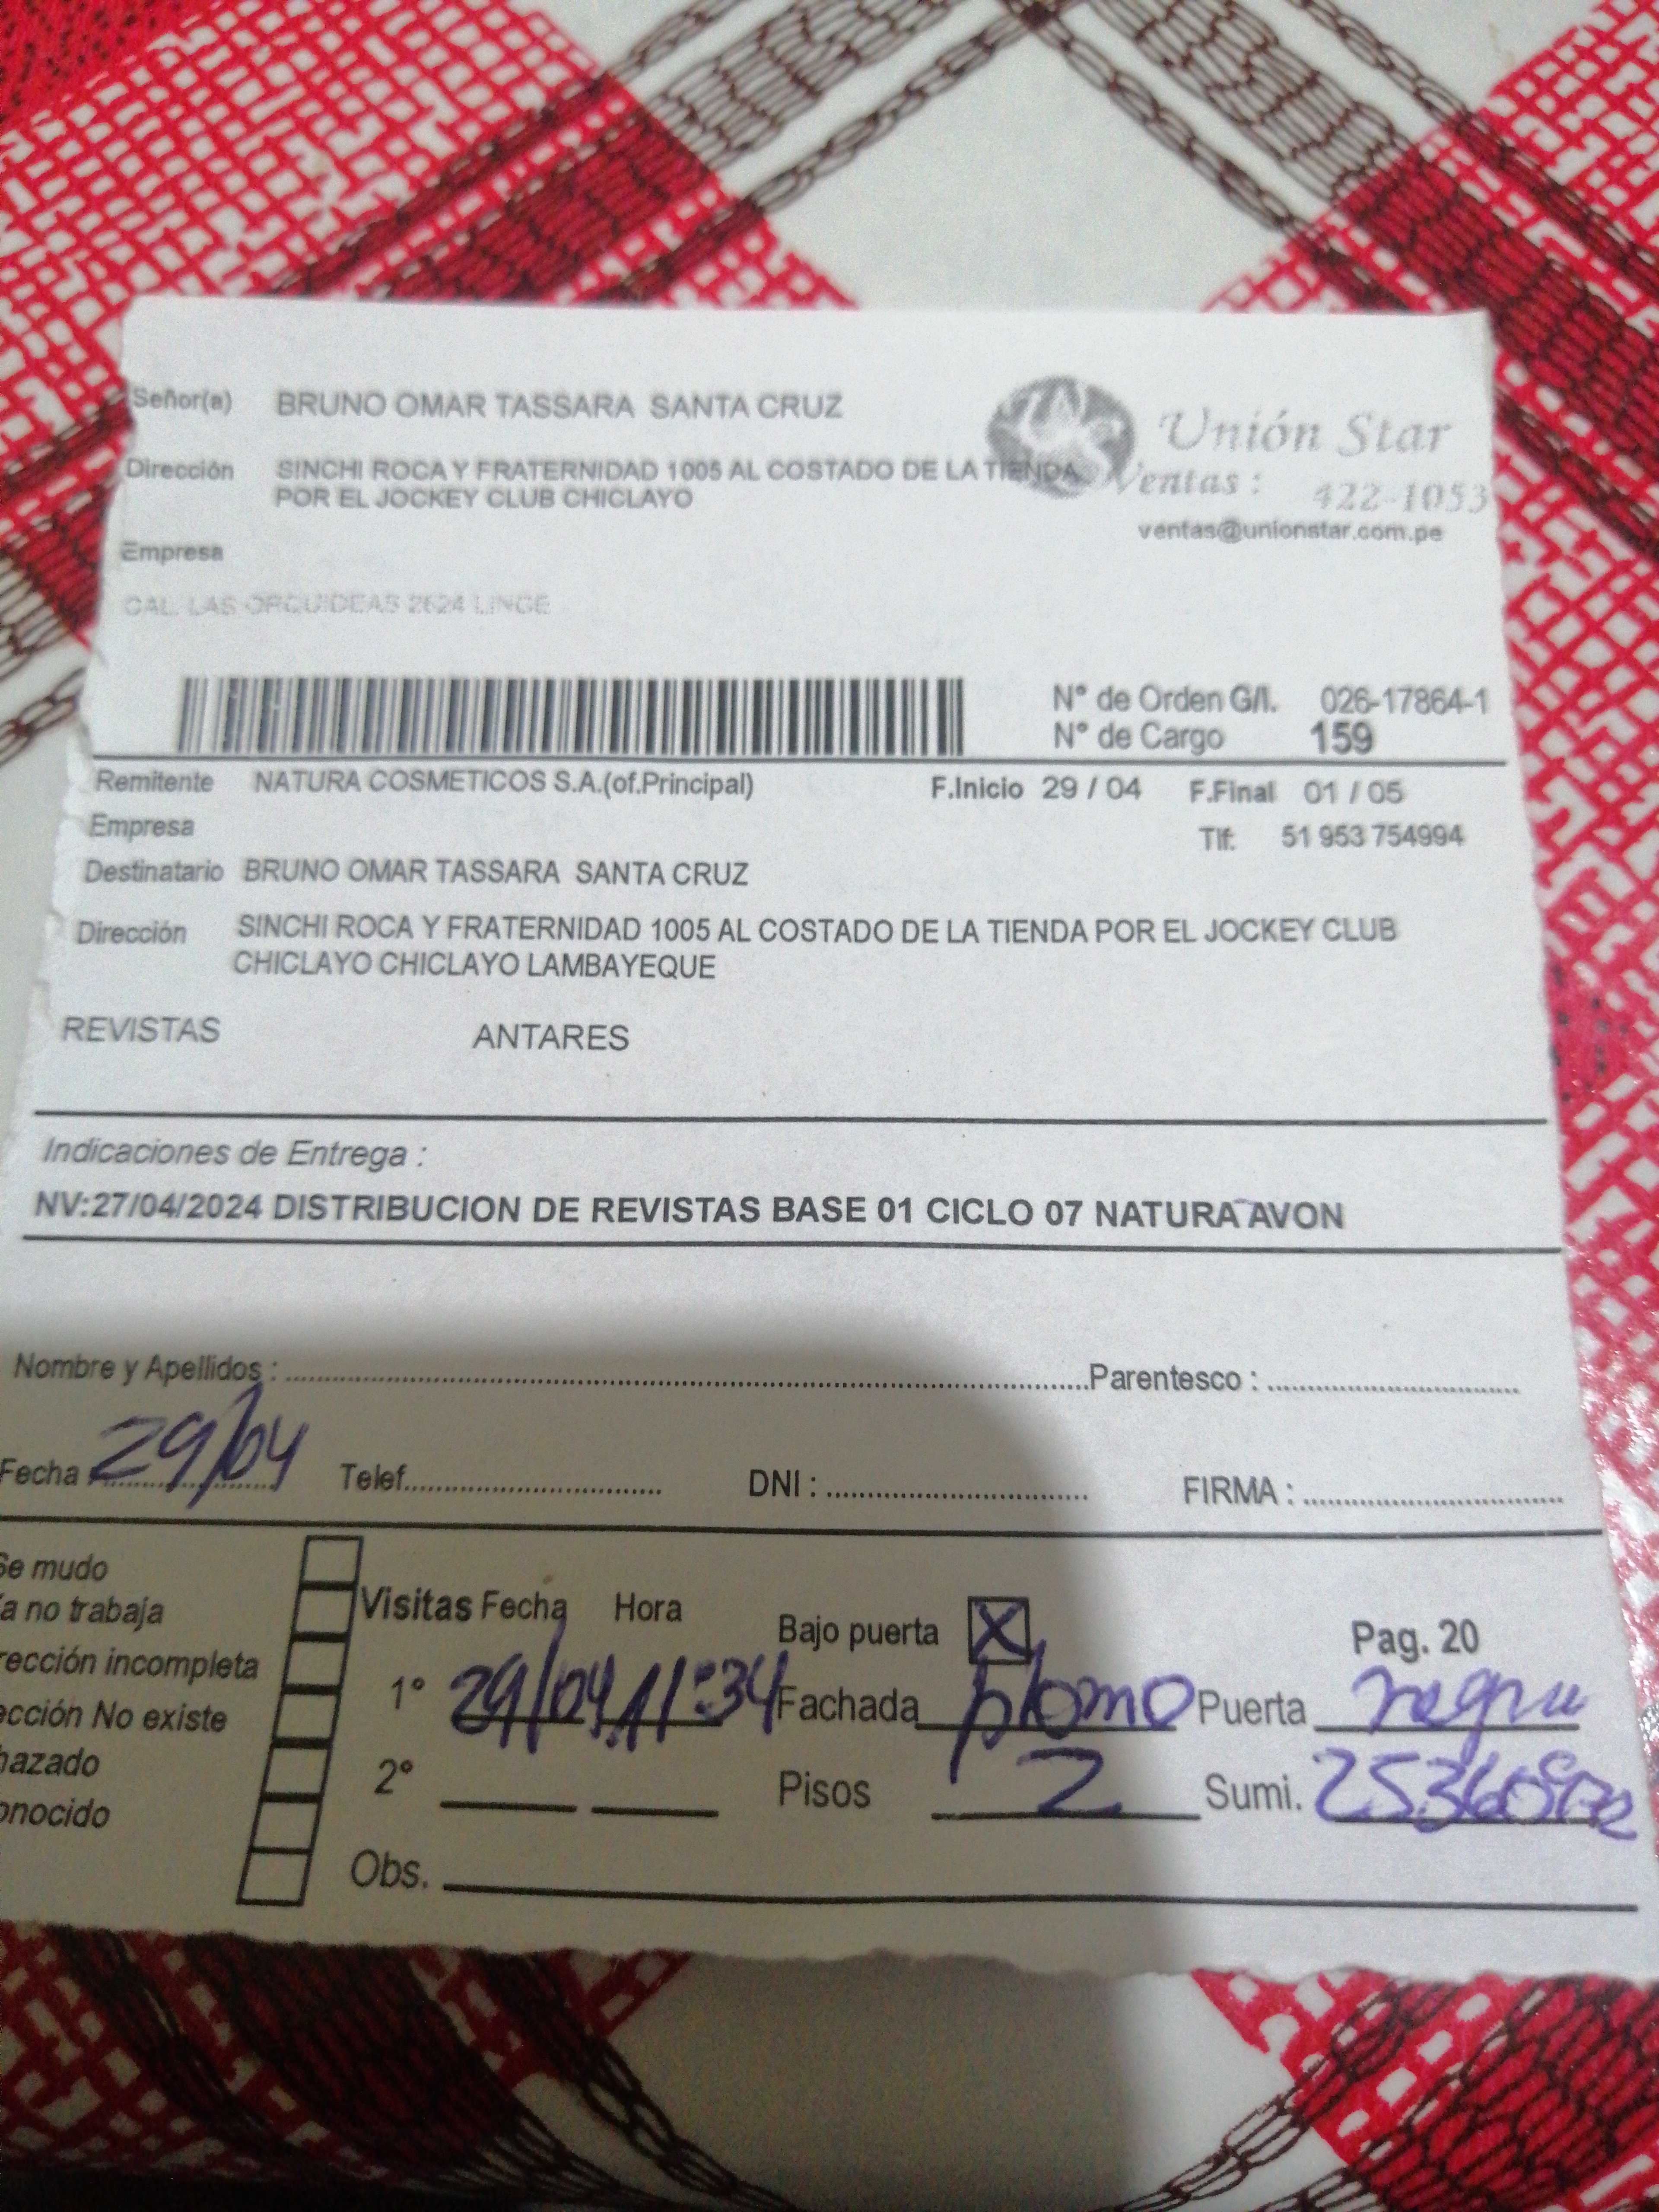 Señor(a) BRUNO OMAR TASSARA SANTA CRUZ
Unión Star
Dirección SINCHI ROCA Y FRATERNIDAD 1005 AL COSTADO DE LA TIENDA
POR EL JOCKEY CLUB CHICLAYO
Ventas : 422-1053
ventas@unionstar.com.pe
Empresa
CAL. LAS ORQUIDEAS 2624 LINCE
N° de Orden G/I. 026-17864-1
N° de Cargo 159
Remitente NATURA COSMETICOS S.A.(of.Principal) F.Inicio 29 / 04 F.Final 01 / 05
Empresa Tlf: 51 953 754994
Destinatario BRUNO OMAR TASSARA SANTA CRUZ
Dirección SINCHI ROCA Y FRATERNIDAD 1005 AL COSTADO DE LA TIENDA POR EL JOCKEY CLUB
CHICLAYO CHICLAYO LAMBAYEQUE
REVISTAS ANTARES
Indicaciones de Entrega :
NV:27/04/2024 DISTRIBUCION DE REVISTAS BASE 01 CICLO 07 NATURA AVON
Nombre y Apellidos : Parentesco :
Fecha 29/04 Telef. DNI : FIRMA :
Se mudo
a no trabaja
rección incompleta
ección No existe
hazado
onocido
Visitas Fecha Hora Bajo puerta X Pag. 20
1° 29/04 11:34 Fachada plomo Puerta negra
2° Pisos 2 Sumi.
Obs.